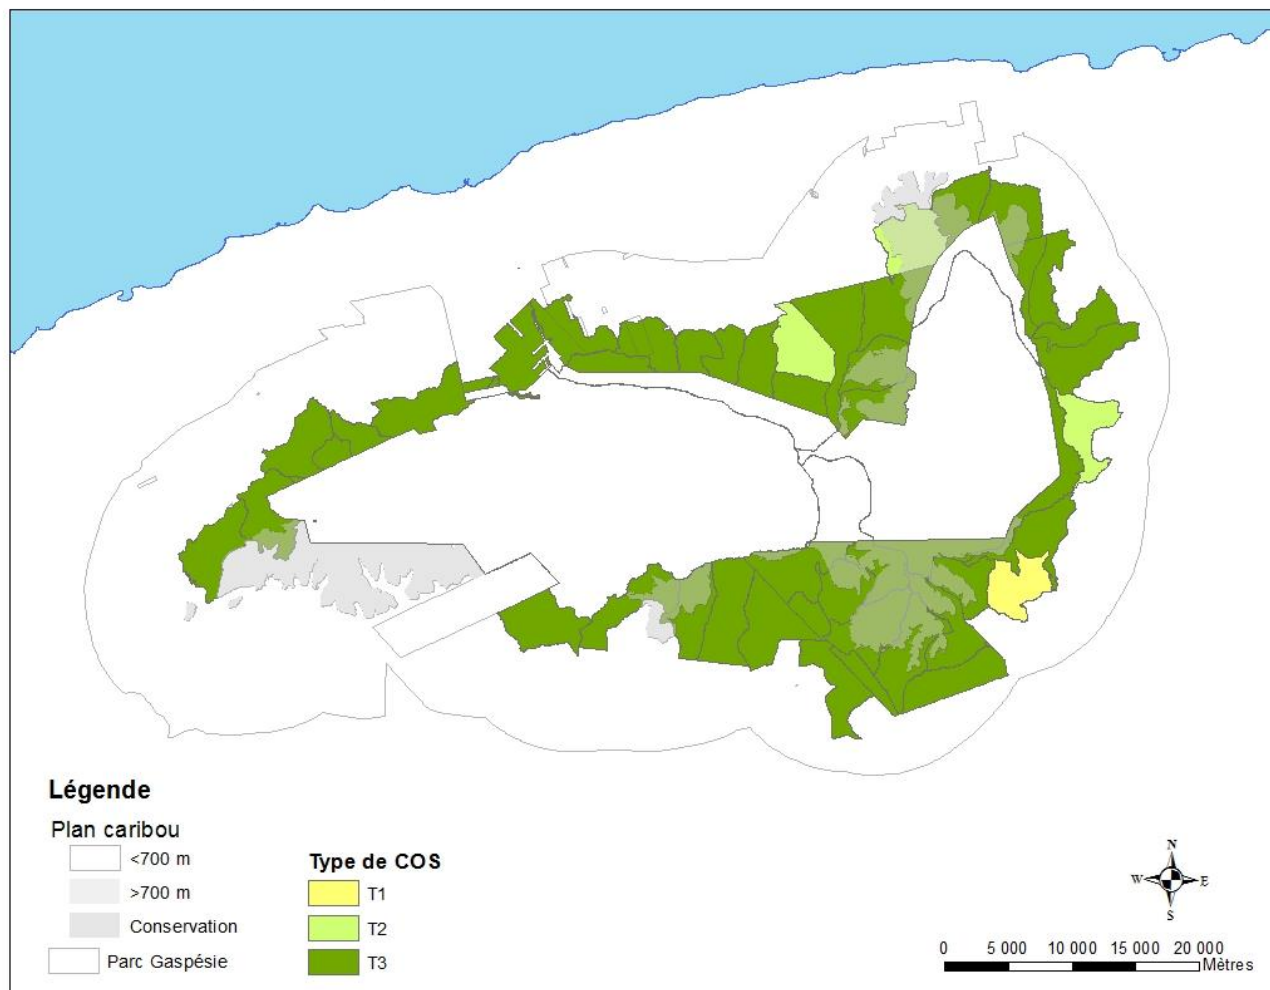 Légende
Plan caribou
<700 m
>700 m
Conservation
Parc Gaspésie
Type de COS
T1
T2
T3
N
W E
S
0 5 000 10 000 15 000 20 000
Mètres